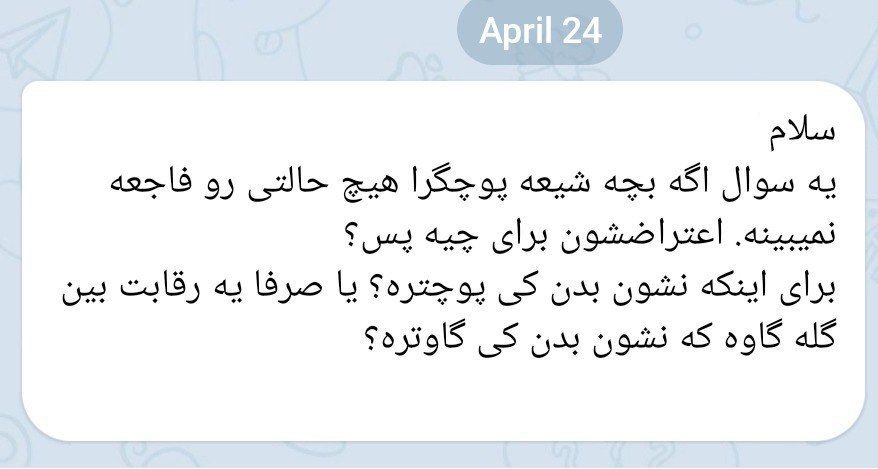 April 24
سلام
یه سوال اگه بچه شیعه پوچگرا هیچ حالتی رو فاجعه
نمیبینه. اعتراضشون برای چیه پس؟
برای اینکه نشون بدن کی پوچتره؟ یا صرفا یه رقابت بین
گله گاوه که نشون بدن کی گاوتره؟